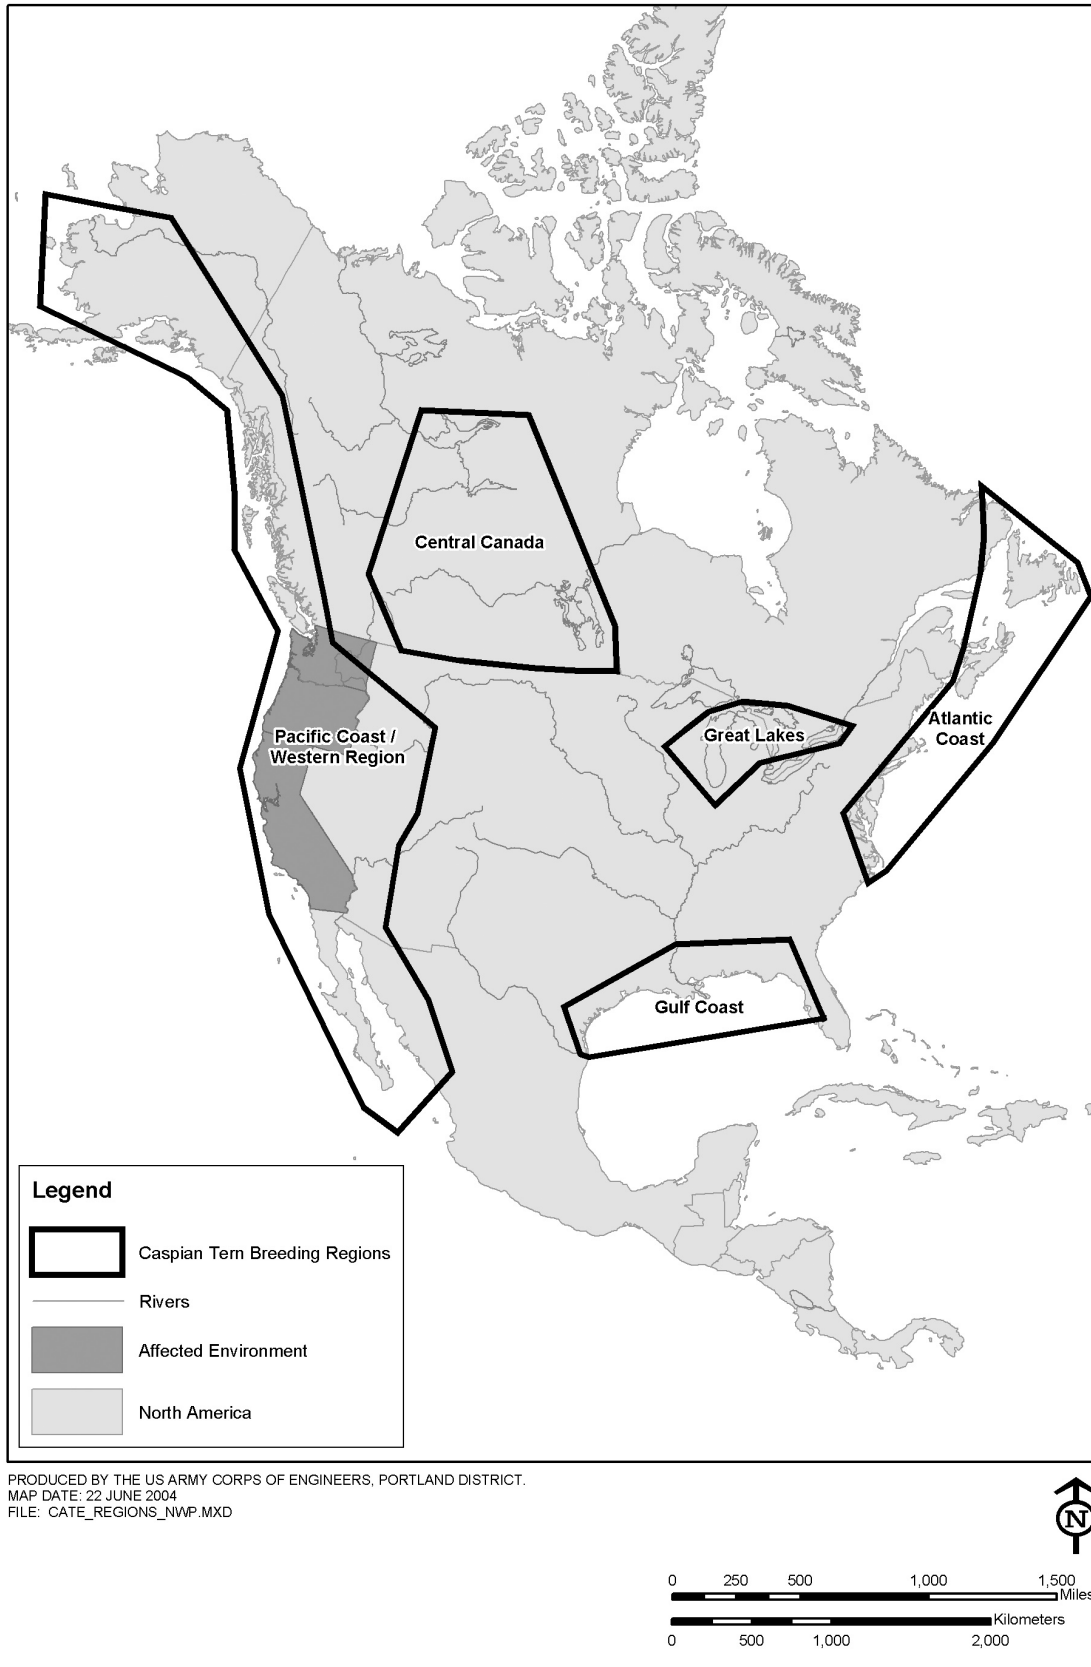 Central Canada
Pacific Coast /
Western Region
Great Lakes
Atlantic
Coast
Gulf Coast
Legend
Caspian Tern Breeding Regions
Rivers
Affected Environment
North America
PRODUCED BY THE US ARMY CORPS OF ENGINEERS, PORTLAND DISTRICT.
MAP DATE: 22 JUNE 2004
FILE: CATE_REGIONS_NWP.MXD
N
0 250 500 1,000 1,500
Miles
Kilometers
0 500 1,000 2,000